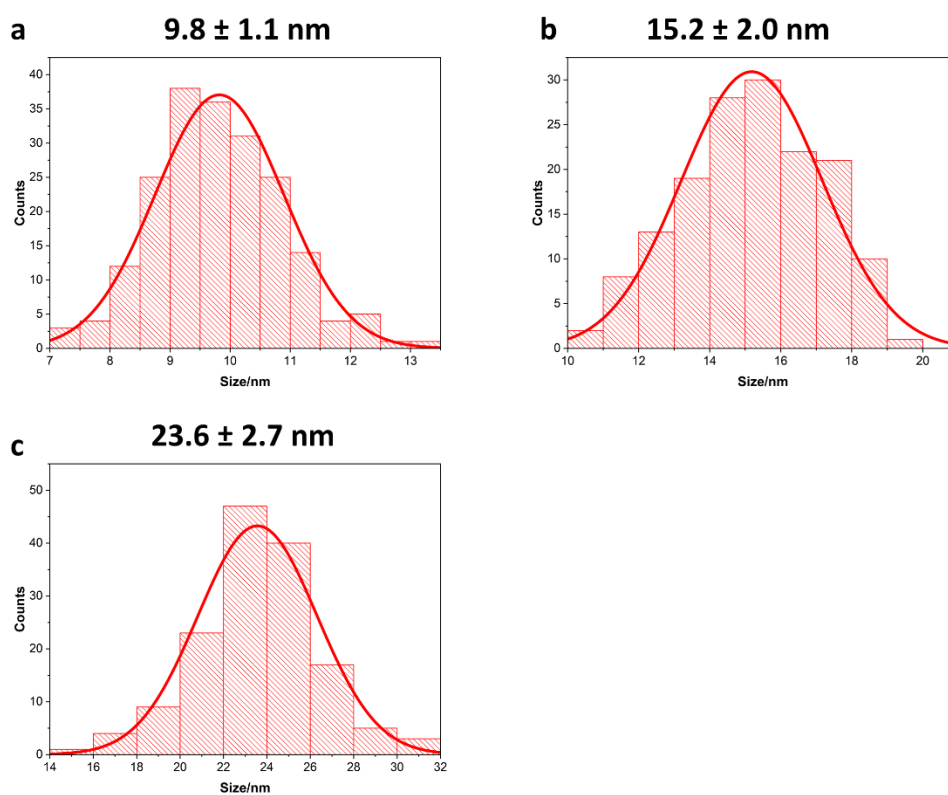 a
9.8 ± 1.1 nm
40
35
30
25
20
15
10
5
0
Counts
7 8 9 10 11 12 13
Size/nm
b
15.2 ± 2.0 nm
30
25
20
15
10
5
0
Counts
10 12 14 16 18 20
Size/nm
c
23.6 ± 2.7 nm
50
40
30
20
10
0
Counts
14 16 18 20 22 24 26 28 30 32
Size/nm